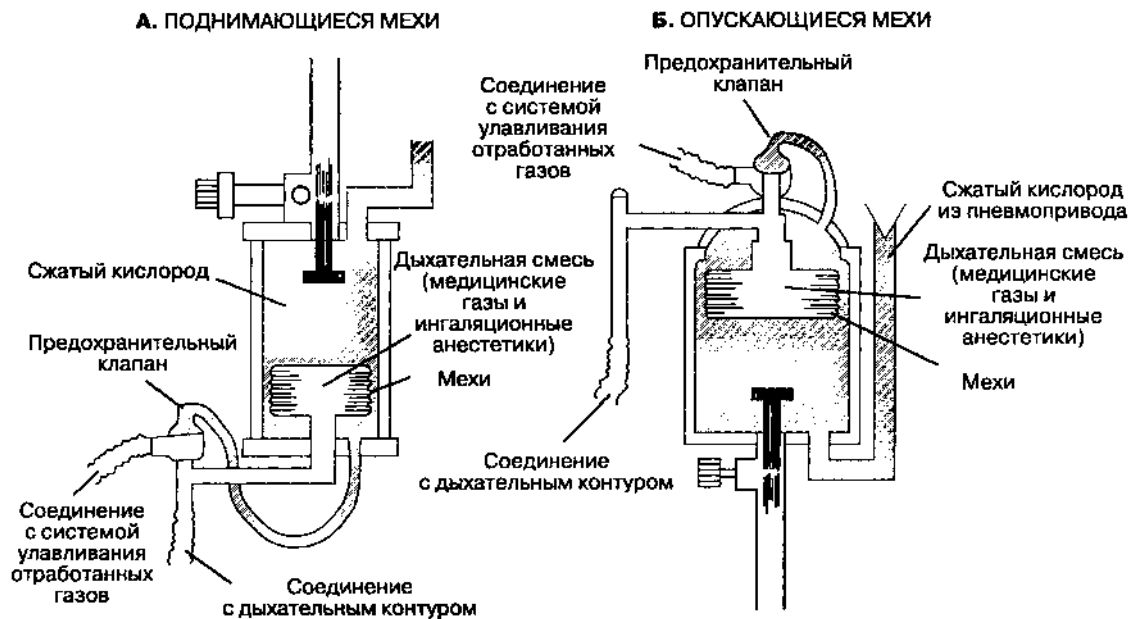 А. ПОДНИМАЮЩИЕСЯ МЕХИ
Сжатый кислород
Предохранительный
клапан
Дыхательная смесь
(медицинские
газы и
ингаляционные
анестетики)
Мехи
Соединение
с системой
улавливания
отработанных
газов
Соединение
с дыхательным контуром
Б. ОПУСКАЮЩИЕСЯ МЕХИ
Предохранительный
клапан
Соединение
с системой
улавливания
отработанных
газов
Сжатый кислород
из пневмопривода
Дыхательная смесь
(медицинские
газы и
ингаляционные
анестетики)
Мехи
Соединение
с дыхательным контуром